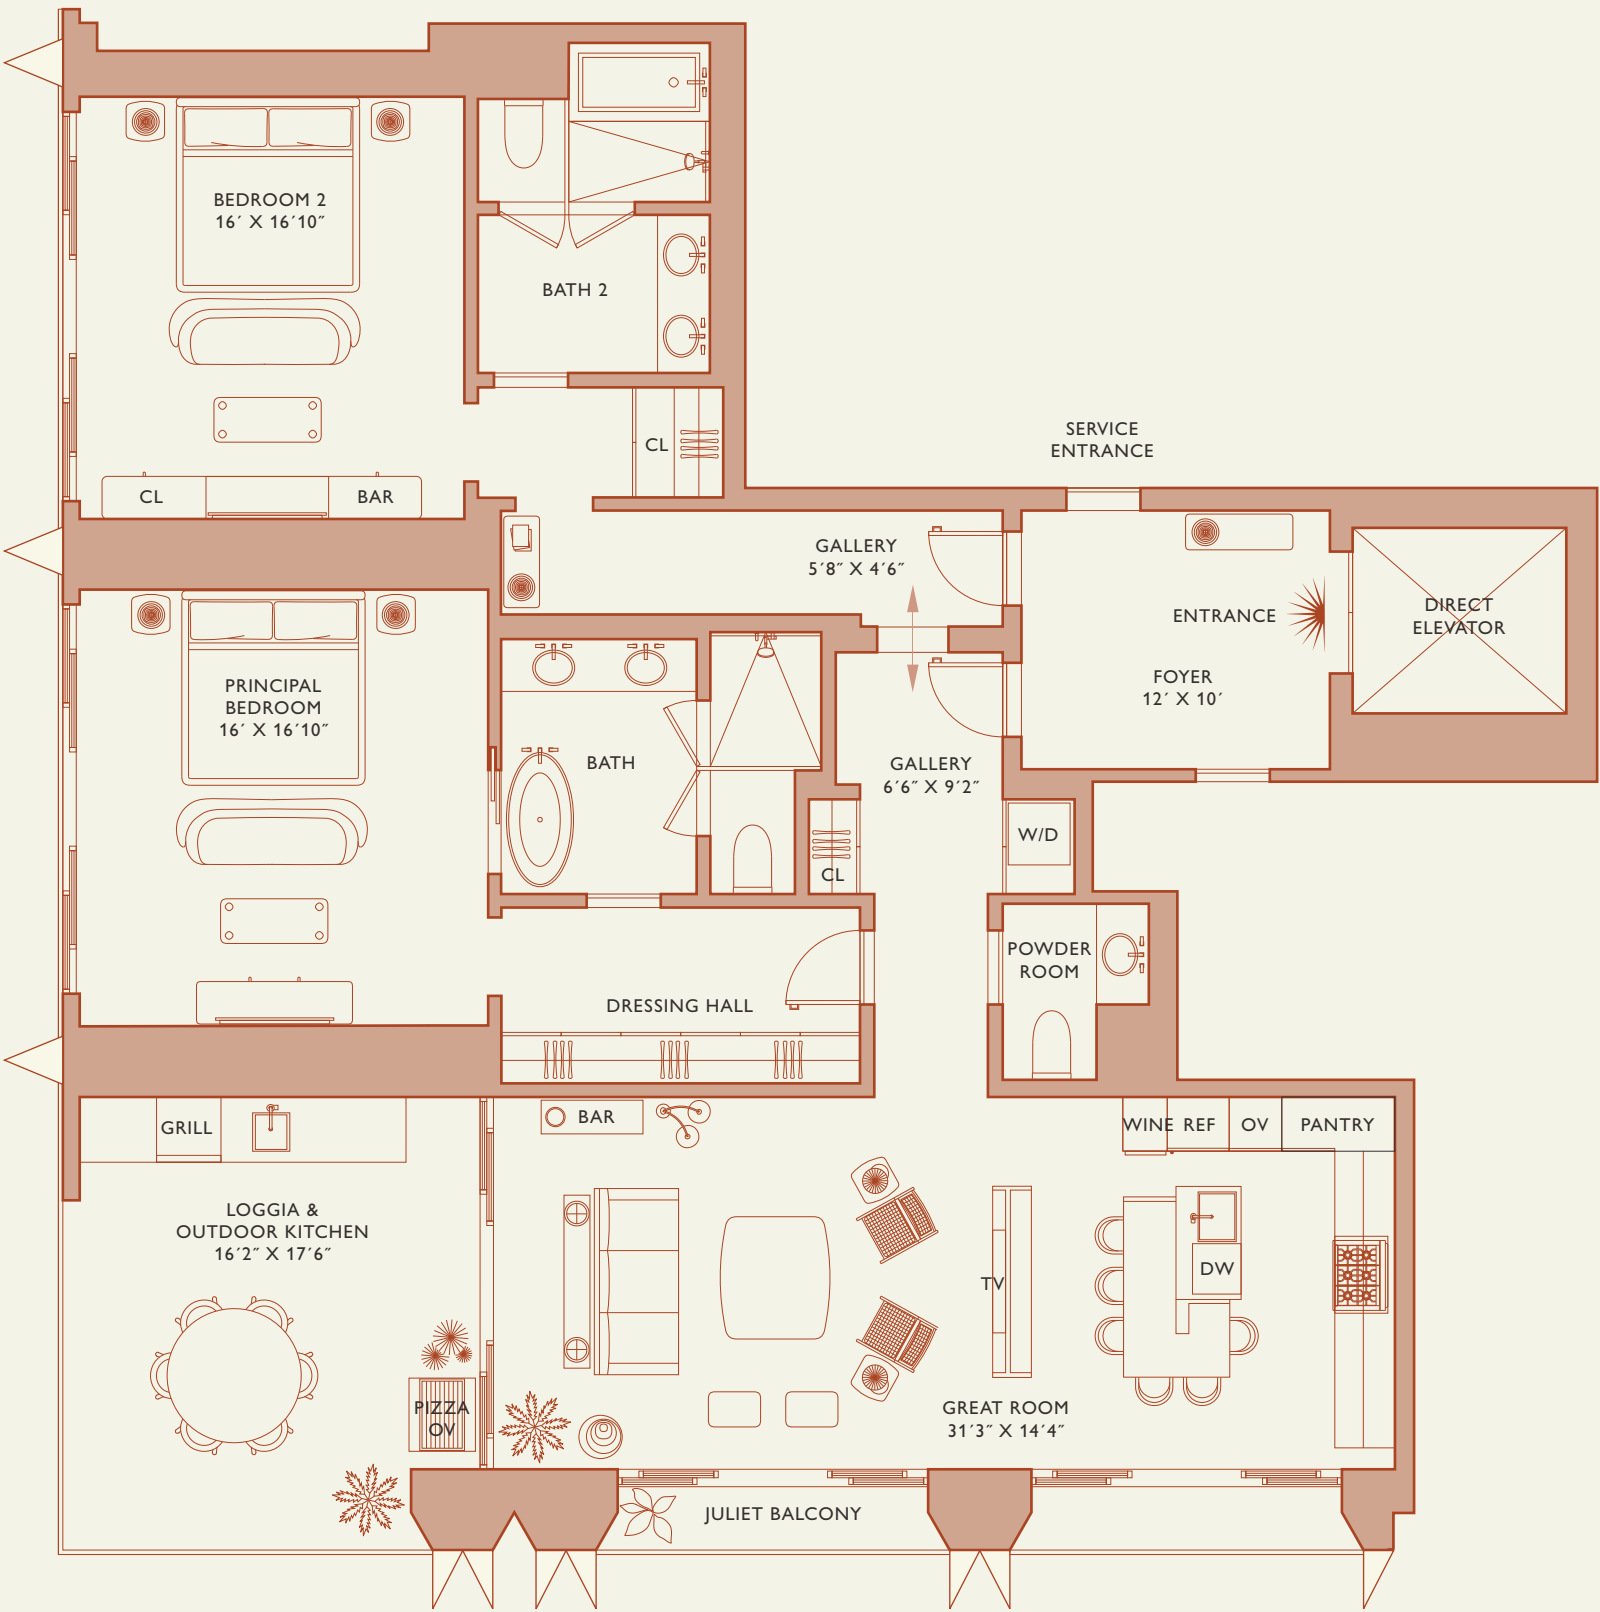 BEDROOM 2
16´ X 16´10˝
BATH 2
CL
CL
BAR
SERVICE
ENTRANCE
GALLERY
5´8˝ X 4´6˝
ENTRANCE
DIRECT
ELEVATOR
FOYER
12´ X 10´
PRINCIPAL
BEDROOM
16´ X 16´10˝
BATH
GALLERY
6´6˝ X 9´2˝
W/D
CL
POWDER
ROOM
DRESSING HALL
GRILL
BAR
WINE
REF
OV
PANTRY
LOGGIA &
OUTDOOR KITCHEN
16´2˝ X 17´6˝
TV
DW
PIZZA
OV
GREAT ROOM
31´3˝ X 14´4˝
JULIET BALCONY